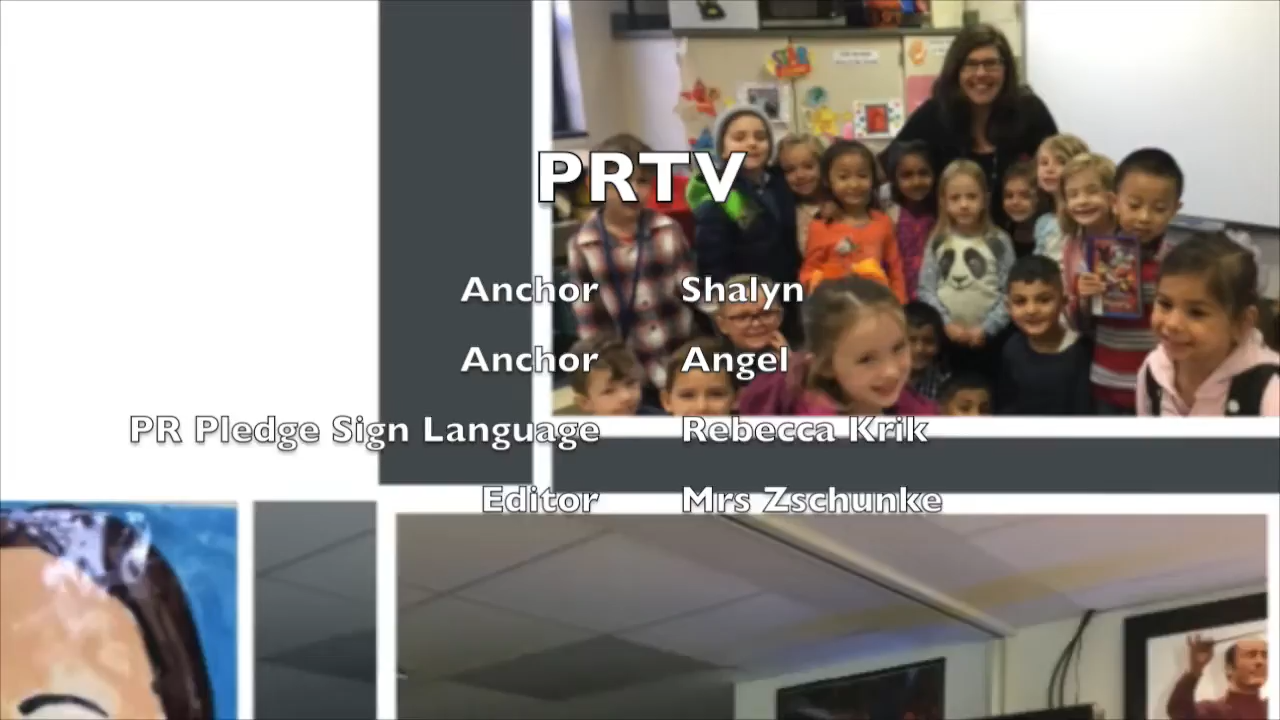 PRTV
Anchor Shalyn
Anchor Angel
PR Pledge Sign Language Rebecca Krik
Editor Mrs Zschunke